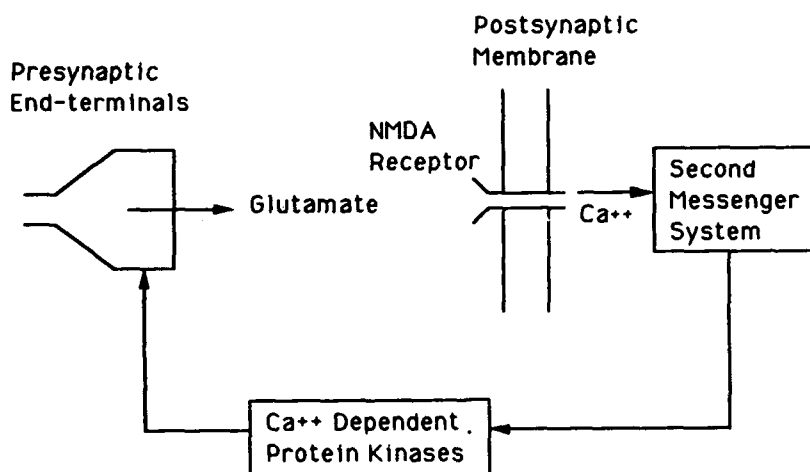 Presynaptic
End-terminals
Postsynaptic
Membrane
NMDA
Receptor
Glutamate
Ca++
Second
Messenger
System
Ca++ Dependent
Protein Kinases